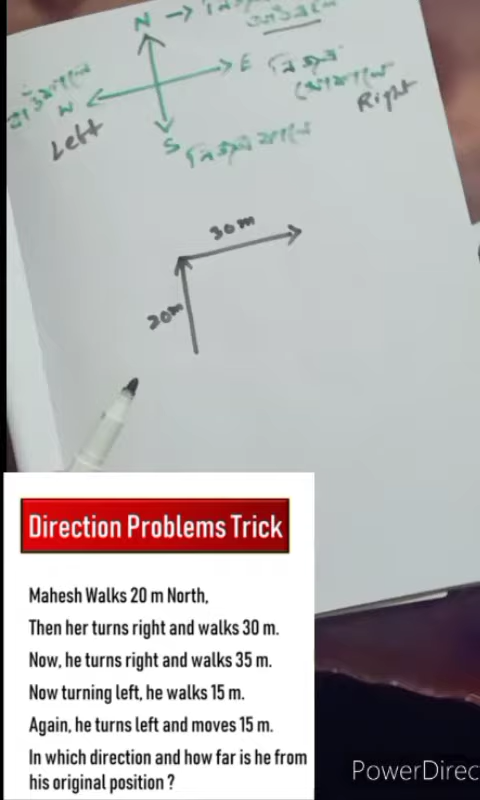 N →
E
W
Left
Right
S
30m
20m
Direction Problems Trick
Mahesh Walks 20 m North,
Then her turns right and walks 30 m.
Now, he turns right and walks 35 m.
Now turning left, he walks 15 m.
Again, he turns left and moves 15 m.
In which direction and how far is he from
his original position ?
PowerDirec